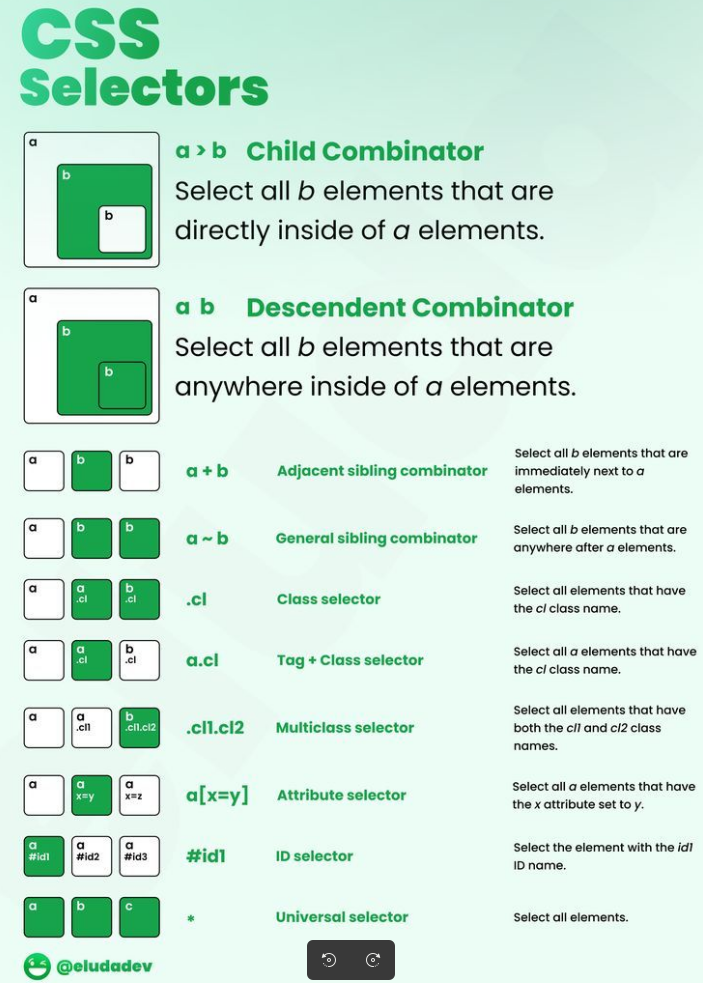 CSS
Selectors
a
b
b
a > b Child Combinator
Select all b elements that are
directly inside of a elements.
a
b
b
a b Descendent Combinator
Select all b elements that are
anywhere inside of a elements.
a b b
a + b
Adjacent sibling combinator
Select all b elements that are
immediately next to a
elements.
a b b
a ~ b
General sibling combinator
Select all b elements that are
anywhere after a elements.
a a b
.cl .cl
.cl
Class selector
Select all elements that have
the cl class name.
a a b
.cl .cl
a.cl
Tag + Class selector
Select all a elements that have
the cl class name.
a a b
.cl1 .cl1.cl2
.cl1.cl2
Multiclass selector
Select all elements that have
both the cl1 and cl2 class
names.
a a a
x=y x=z
a[x=y]
Attribute selector
Select all a elements that have
the x attribute set to y.
a a a
#id1 #id2 #id3
#id1
ID selector
Select the element with the id1
ID name.
a b c
*
Universal selector
Select all elements.
@eludadev